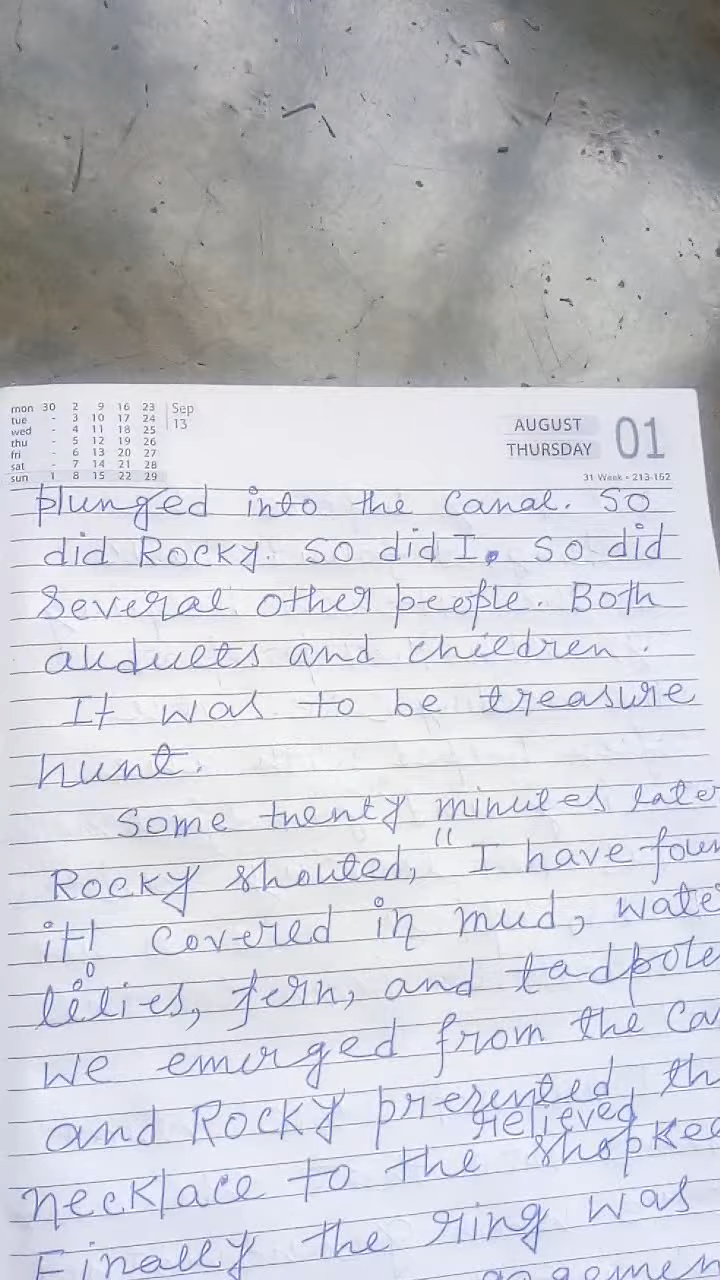 mon 30 2 9 16 23
tue - 3 10 17 24
wed - 4 11 18 25
thu - 5 12 19 26
fri - 6 13 20 27
sat - 7 14 21 28
sun 1 8 15 22 29
Sep
13
AUGUST
THURSDAY
01
31 Week • 213-152
plunged into the canal. So
did Rocky. So did I. So did
several other people. Both
and children.
It was to be treasure
hunt.
Some twenty minutes late
Rocky shouted, "I have foun
it! Covered in mud, wate
lilies, fern, and tadpole
we emerged from the Ca
and Rocky presented th
relieved
necklace to the shopkee
Finally the ring was